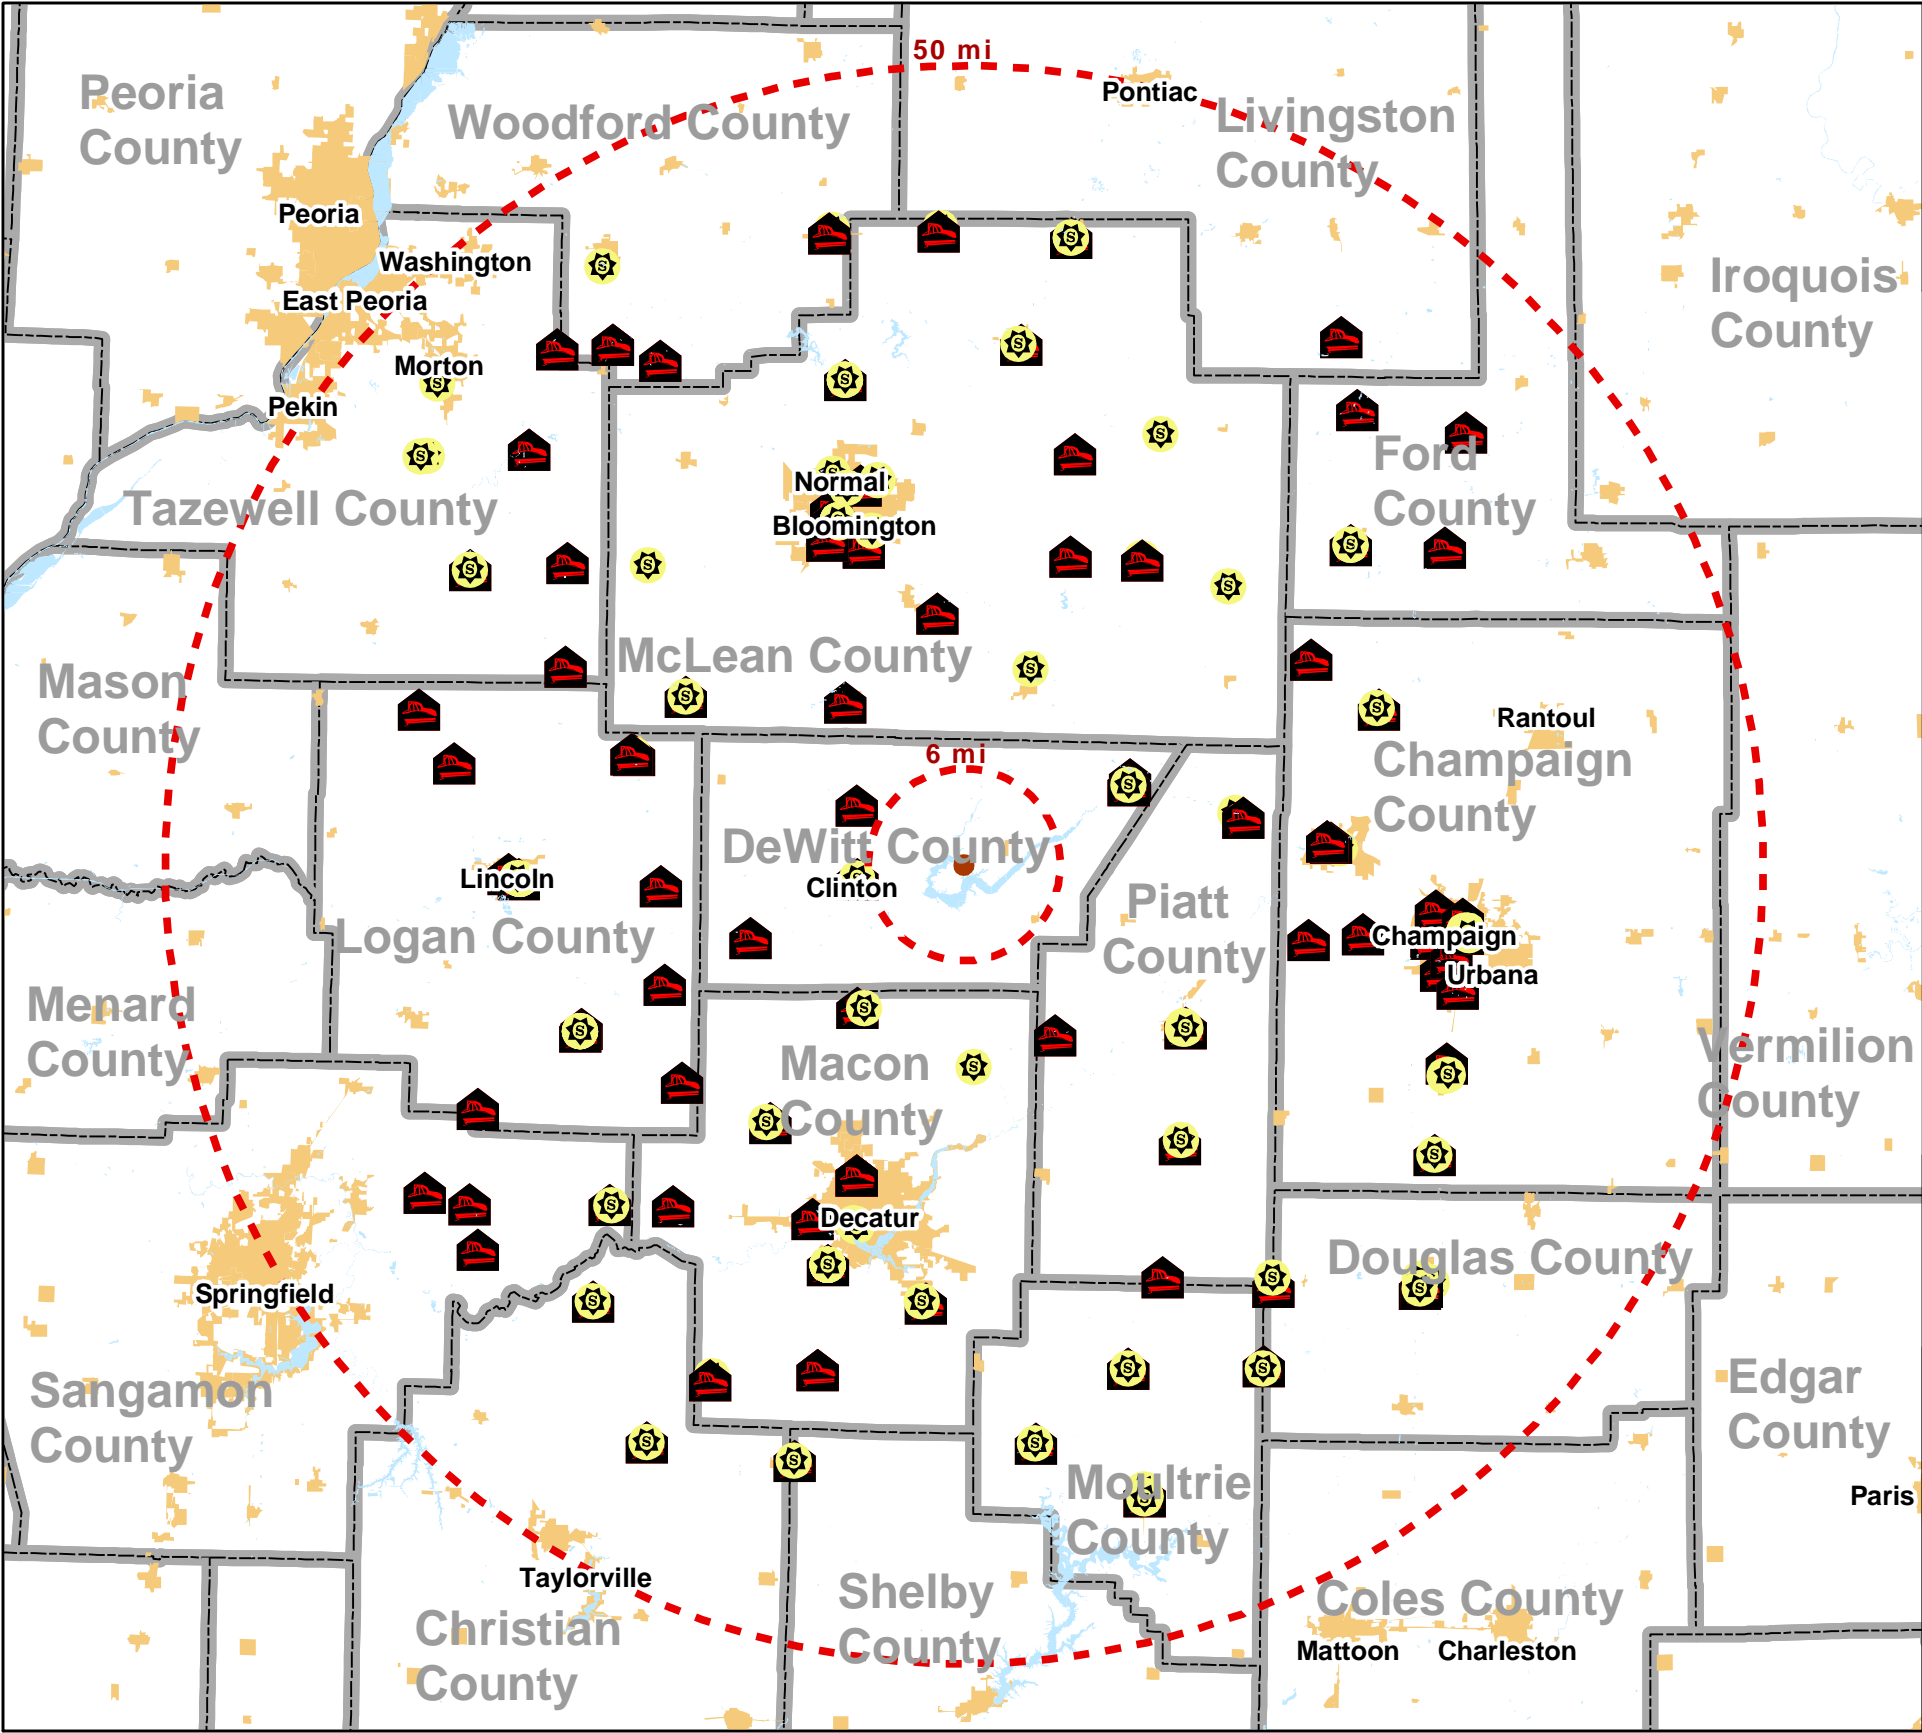 50 mi
Pontiac
Peoria
County
Woodford County
Livingston
County
Peoria
Washington
East Peoria
Iroquois
County
Morton
Pekin
Ford
County
Normal
Tazewell County
Bloomington
McLean County
Mason
County
Rantoul
6 mi
Champaign
County
DeWitt County
Lincoln
Clinton
Piatt
County
Logan County
Champaign
Urbana
Menard
County
Macon
County
Vermilion
County
Decatur
Douglas County
Springfield
Sangamon
County
Edgar
County
Moultrie
County
Paris
Taylorville
Shelby
County
Coles County
Christian
County
Mattoon
Charleston